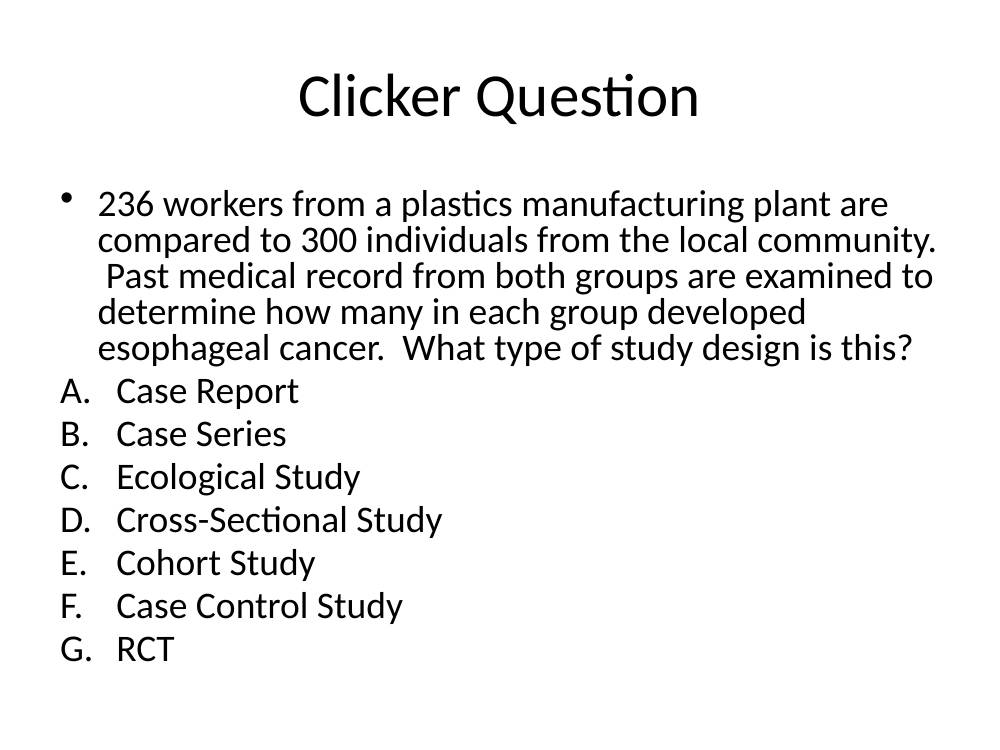 Clicker Question
• 236 workers from a plastics manufacturing plant are
compared to 300 individuals from the local community.
Past medical record from both groups are examined to
determine how many in each group developed
esophageal cancer.  What type of study design is this?
A. Case Report
B. Case Series
C. Ecological Study
D. Cross-Sectional Study
E. Cohort Study
F. Case Control Study
G. RCT